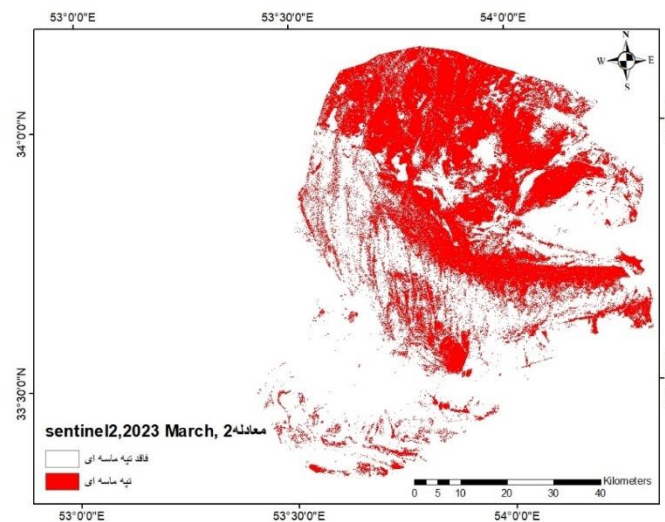 53°0'0"E 53°30'0"E 54°0'0"E
N
W E
S
34°0'0"N
33°30'0"N
sentinel2,2023 March, 2معادله
فاقد تپه ماسه ای
تپه ماسه ای
Kilometers
0 5 10 20 30 40
53°0'0"E 53°30'0"E 54°0'0"E